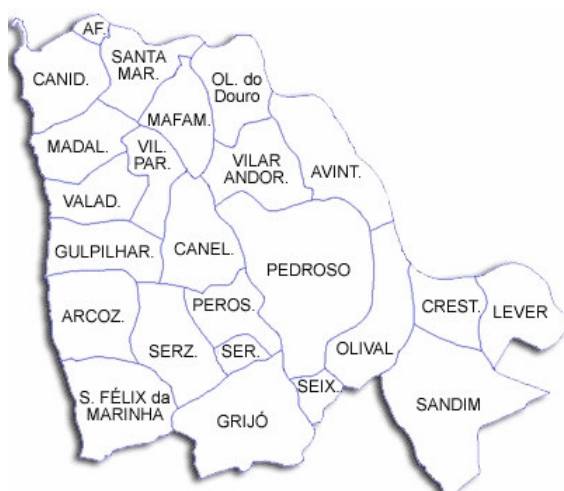 AF.
SANTA
MAR.
CANID.
OL. do
Douro
MAFAM.
MADAL.
VIL.
PAR.
VILAR
ANDOR.
AVINT.
VALAD.
GULPILHAR.
CANEL.
PEDROSO
PEROS.
CREST.
LEVER
ARCOZ.
SERZ.
SER.
OLIVAL
SEIX.
S. FÉLIX da
MARINHA
SANDIM
GRIJÓ